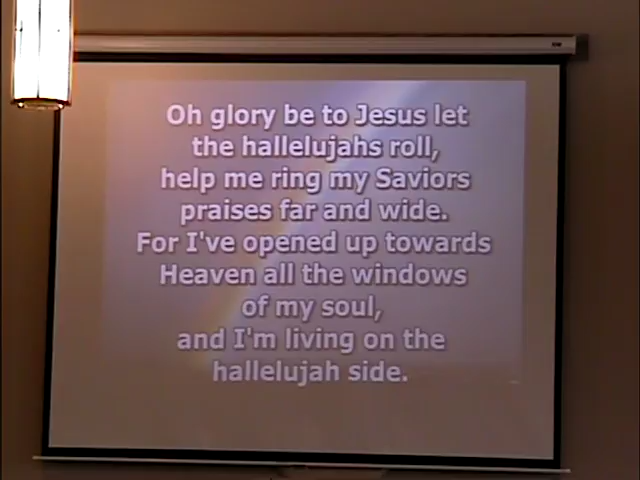 Oh glory be to Jesus let
the hallelujahs roll,
help me ring my Saviors
praises far and wide.
For I've opened up towards
Heaven all the windows
of my soul,
and I'm living on the
hallelujah side.